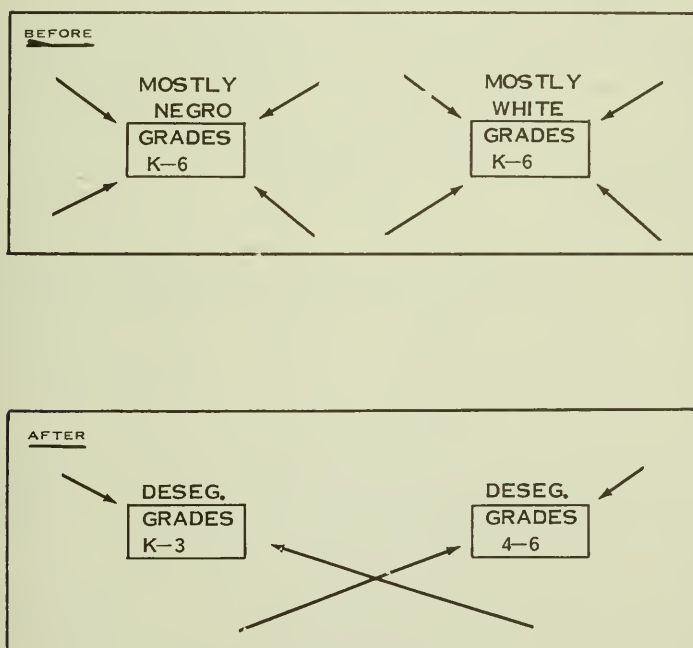 BEFORE
MOSTLY
NEGRO
GRADES
K-6
MOSTLY
WHITE
GRADES
K-6
AFTER
DESEG.
GRADES
K-3
DESEG.
GRADES
4-6